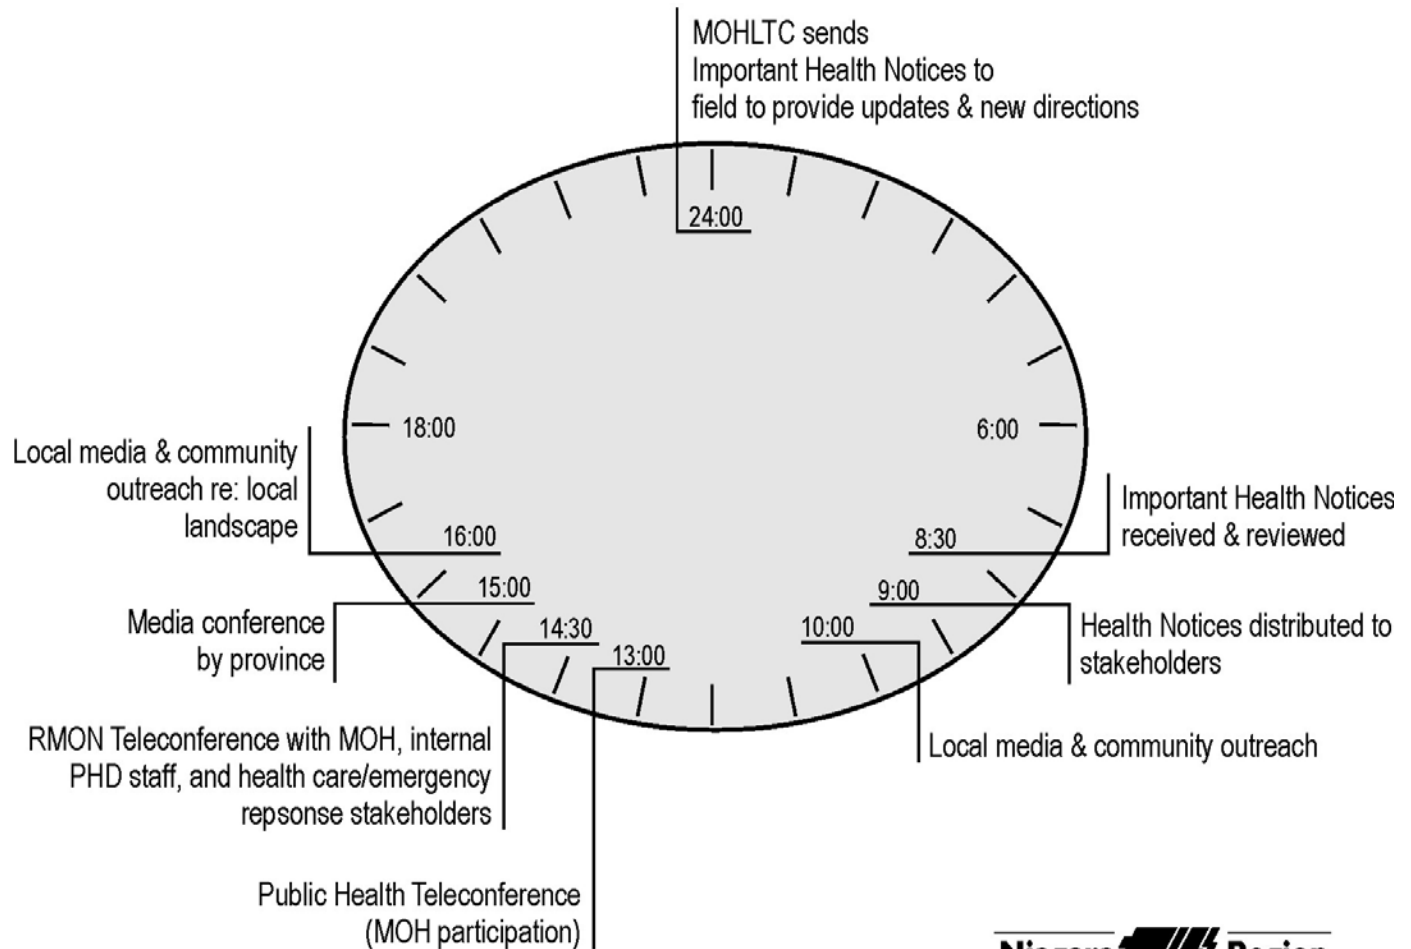 MOHLTC sends
Important Health Notices to
field to provide updates & new directions
24:00
18:00
6:00
Local media & community
outreach re: local
landscape
16:00
8:30
Important Health Notices
received & reviewed
15:00
9:00
Media conference
by province
14:30
10:00
Health Notices distributed to
stakeholders
13:00
RMON Teleconference with MOH, internal
PHD staff, and health care/emergency
repsonse stakeholders
Local media & community outreach
Public Health Teleconference
(MOH participation)
Niagara Region